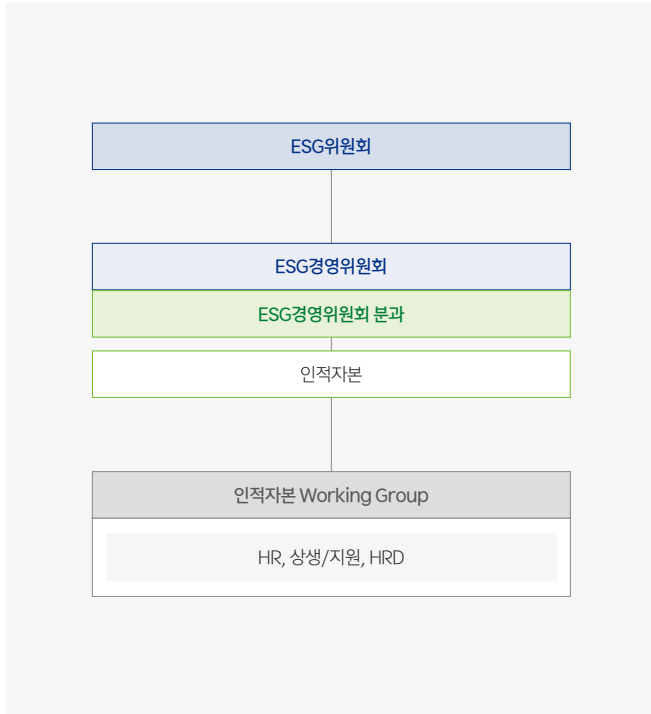 ESG위원회
ESG경영위원회
ESG경영위원회 분과
인적자본
인적자본 Working Group
HR, 상생/지원, HRD